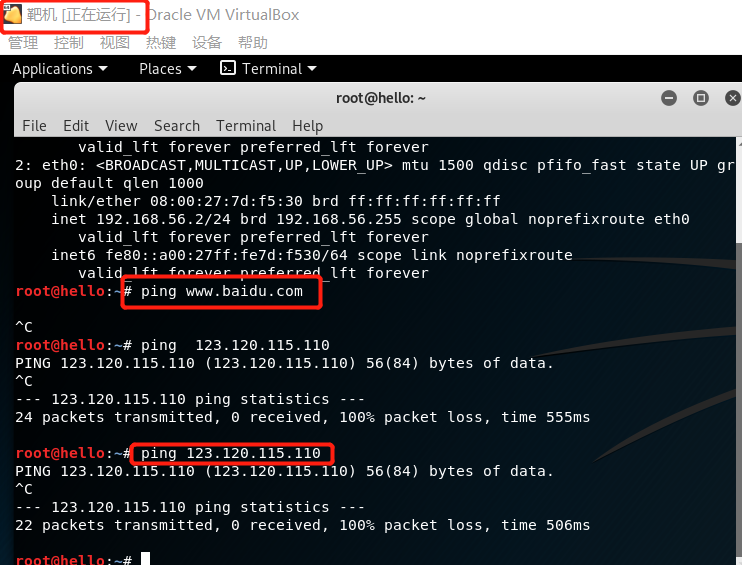 靶机 [正在运行] - Oracle VM VirtualBox
管理 控制 视图 热键 设备 帮助
Applications Places Terminal
root@hello: ~
File Edit View Search Terminal Help
valid_lft forever preferred_lft forever
2: eth0: <BROADCAST,MULTICAST,UP,LOWER_UP> mtu 1500 qdisc pfifo_fast state UP gr
oup default qlen 1000
link/ether 08:00:27:7d:f5:30 brd ff:ff:ff:ff:ff:ff
inet 192.168.56.2/24 brd 192.168.56.255 scope global noprefixroute eth0
valid_lft forever preferred_lft forever
inet6 fe80::a00:27ff:fe7d:f530/64 scope link noprefixroute
valid_lft forever preferred_lft forever
root@hello:~# ping www.baidu.com
^C
root@hello:~# ping  123.120.115.110
PING 123.120.115.110 (123.120.115.110) 56(84) bytes of data.
^C
--- 123.120.115.110 ping statistics ---
24 packets transmitted, 0 received, 100% packet loss, time 555ms
root@hello:~# ping 123.120.115.110
PING 123.120.115.110 (123.120.115.110) 56(84) bytes of data.
^C
--- 123.120.115.110 ping statistics ---
22 packets transmitted, 0 received, 100% packet loss, time 506ms
root@hello:~#